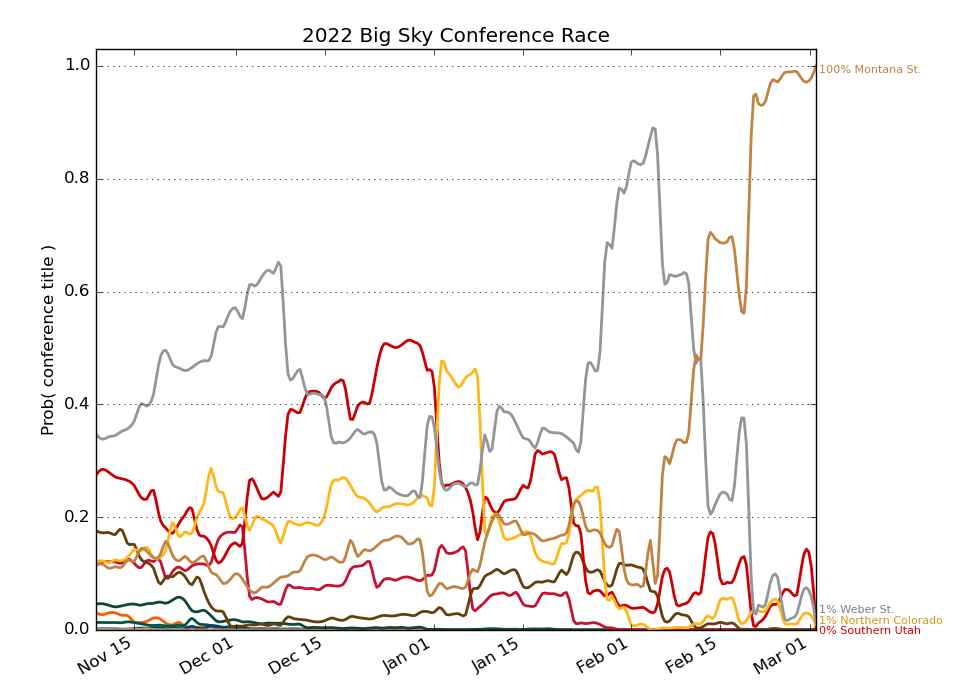 2022 Big Sky Conference Race
Prob( conference title )
1.0
0.8
0.6
0.4
0.2
0.0
100% Montana St.
1% Weber St.
1% Northern Colorado
0% Southern Utah
Nov 15
Dec 01
Dec 15
Jan 01
Jan 15
Feb 01
Feb 15
Mar 01